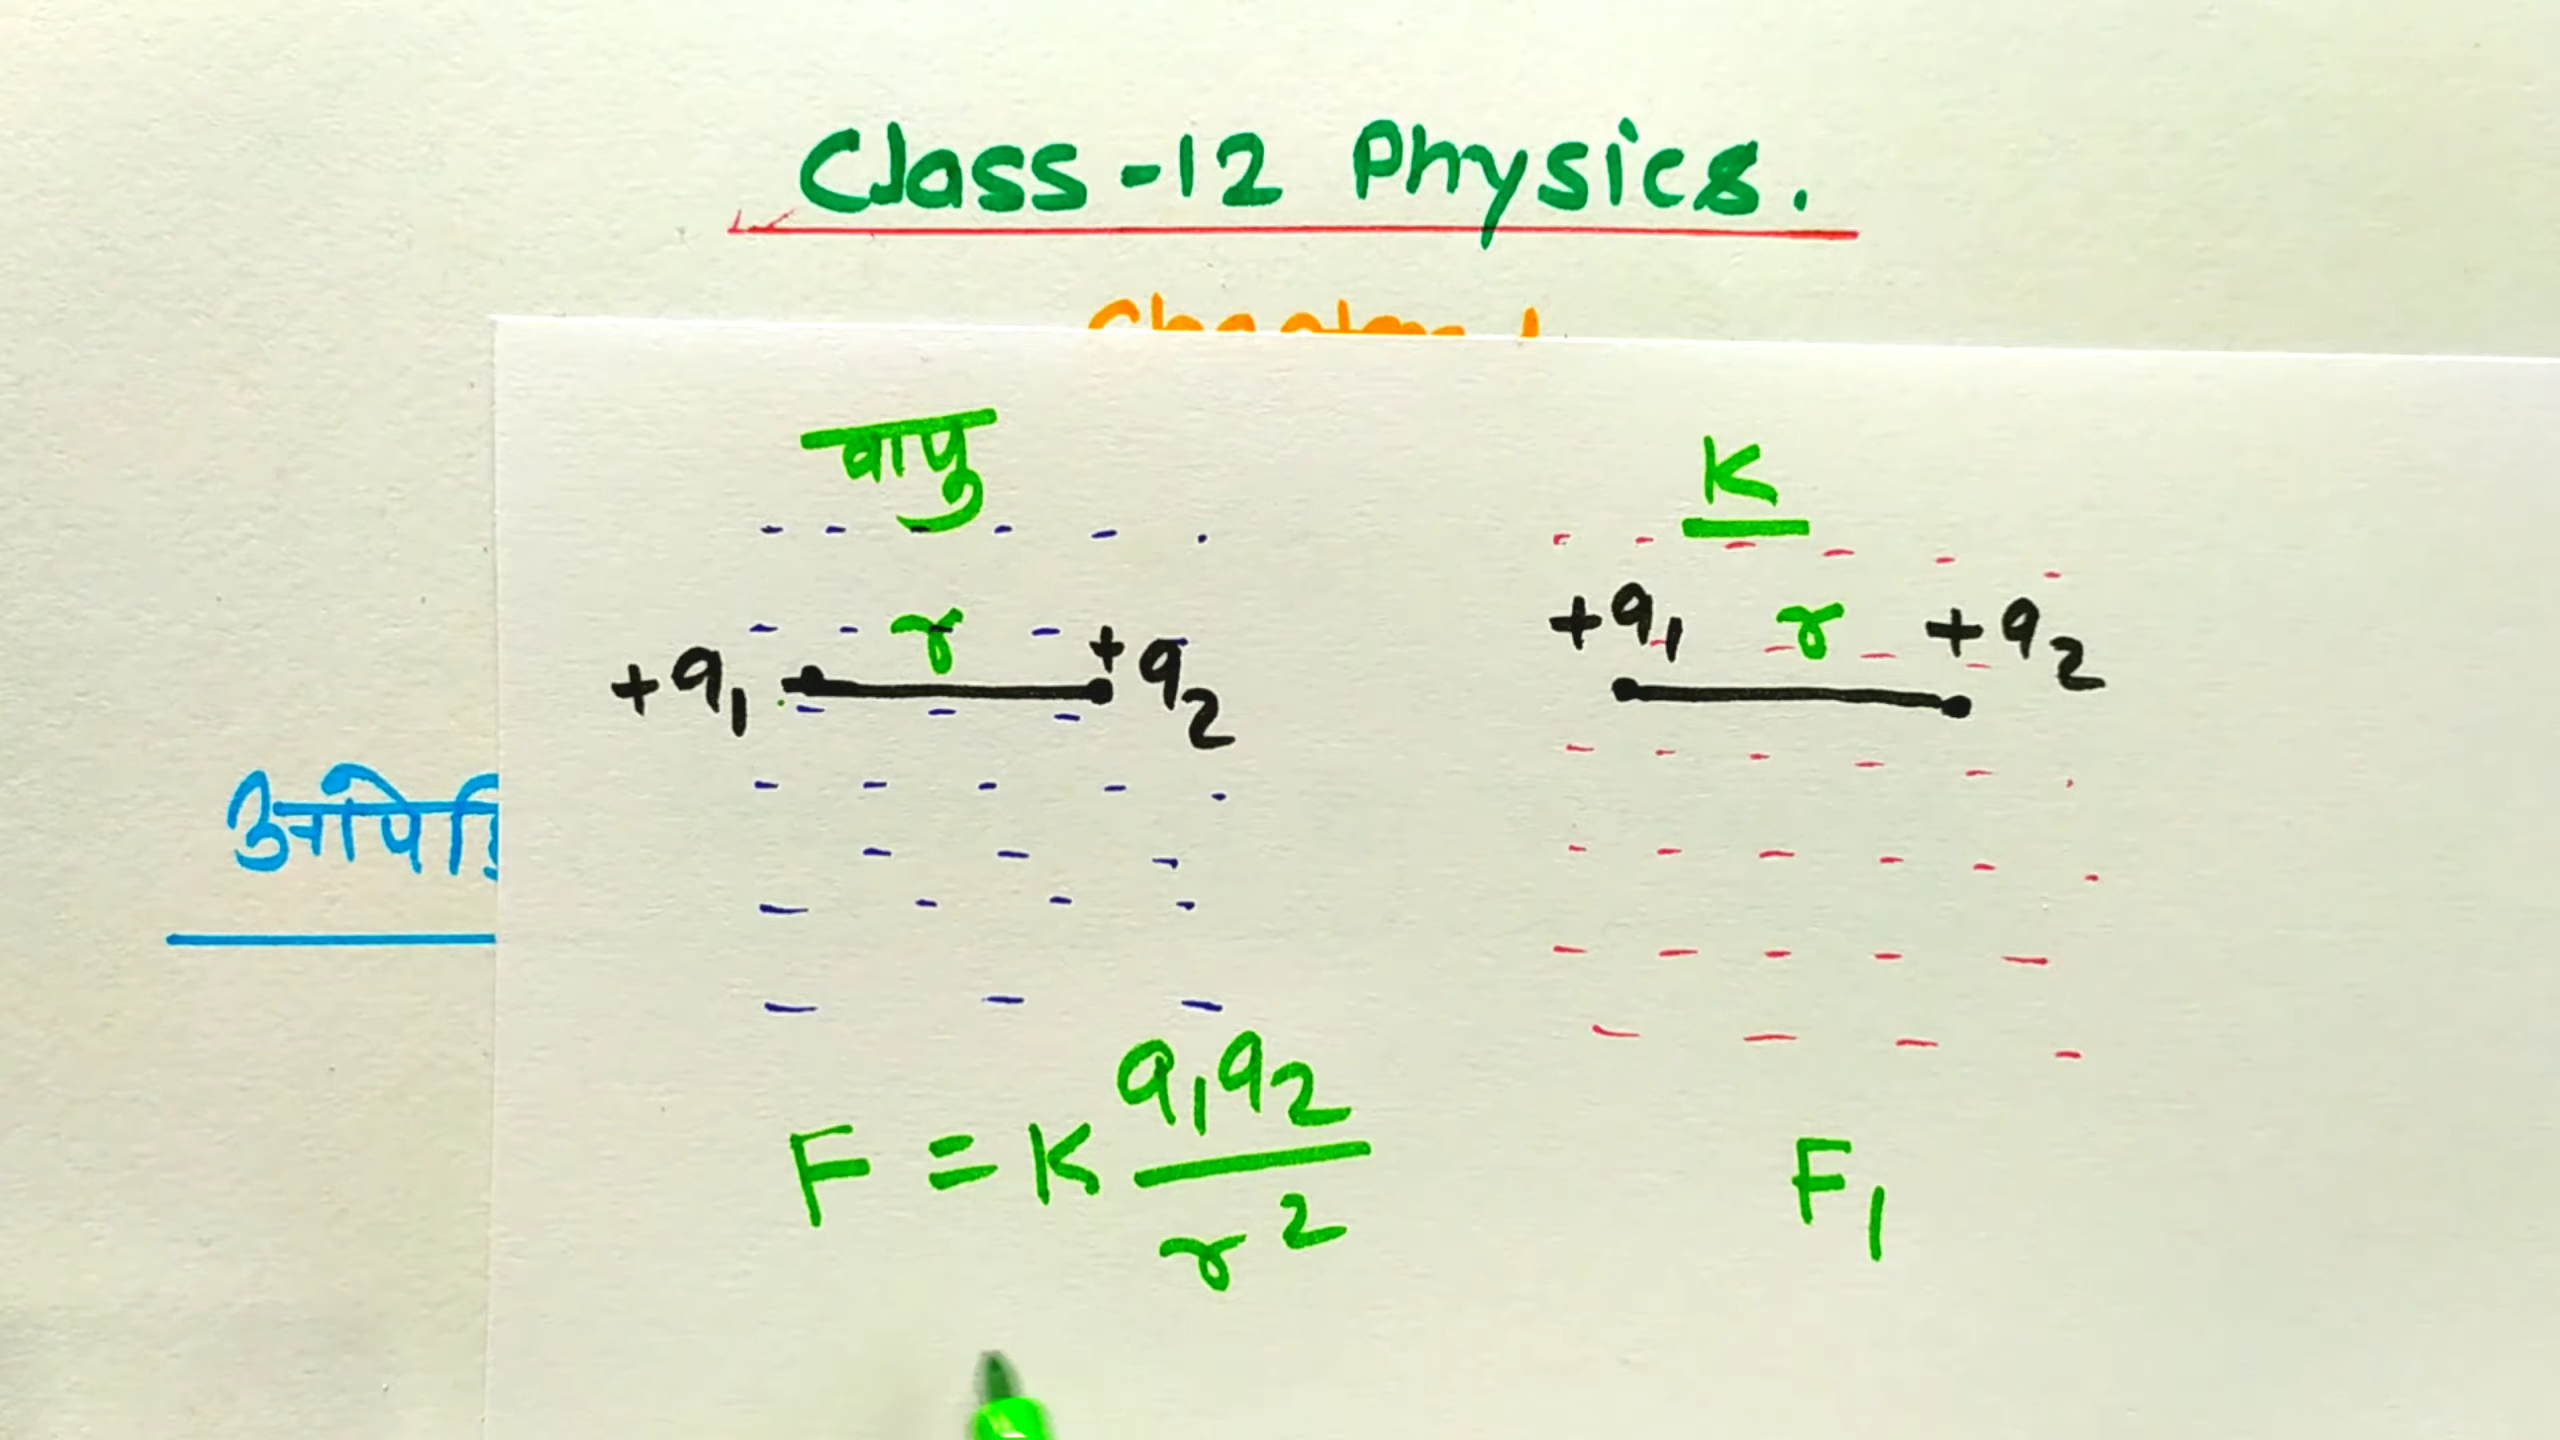 Class-12 Physics.
वायु
K
+q₁ r +q₂
+q₁ r +q₂
F = K q₁q₂ / r²
F₁